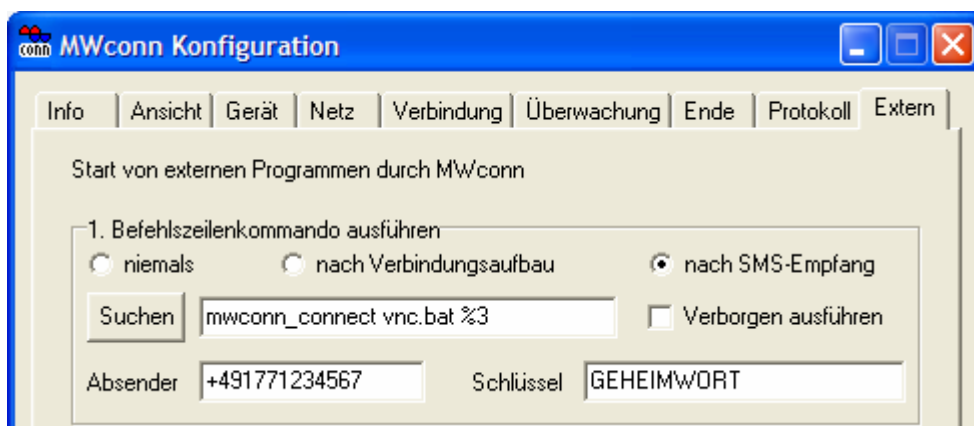 conn MWconn Konfiguration
Info Ansicht Gerät Netz Verbindung Überwachung Ende Protokoll Extern
Start von externen Programmen durch MWconn
1. Befehlszeilenkommando ausführen
niemals nach Verbindungsaufbau nach SMS-Empfang
Suchen mwconn_connect vnc.bat %3 Verborgen ausführen
Absender +491771234567 Schlüssel GEHEIMWORT